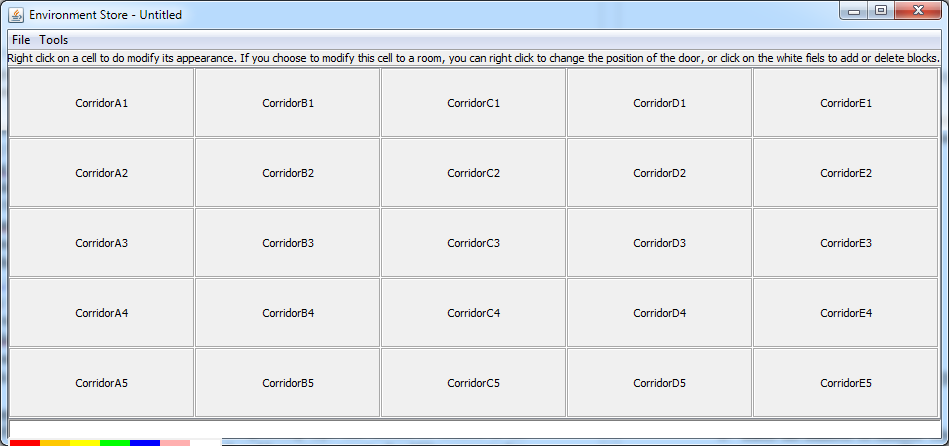 Environment Store - Untitled
File Tools
Right click on a cell to do modify its appearance. If you choose to modify this cell to a room, you can right click to change the position of the door, or click on the white fiels to add or delete blocks.
CorridorA1 CorridorB1 CorridorC1 CorridorD1 CorridorE1
CorridorA2 CorridorB2 CorridorC2 CorridorD2 CorridorE2
CorridorA3 CorridorB3 CorridorC3 CorridorD3 CorridorE3
CorridorA4 CorridorB4 CorridorC4 CorridorD4 CorridorE4
CorridorA5 CorridorB5 CorridorC5 CorridorD5 CorridorE5